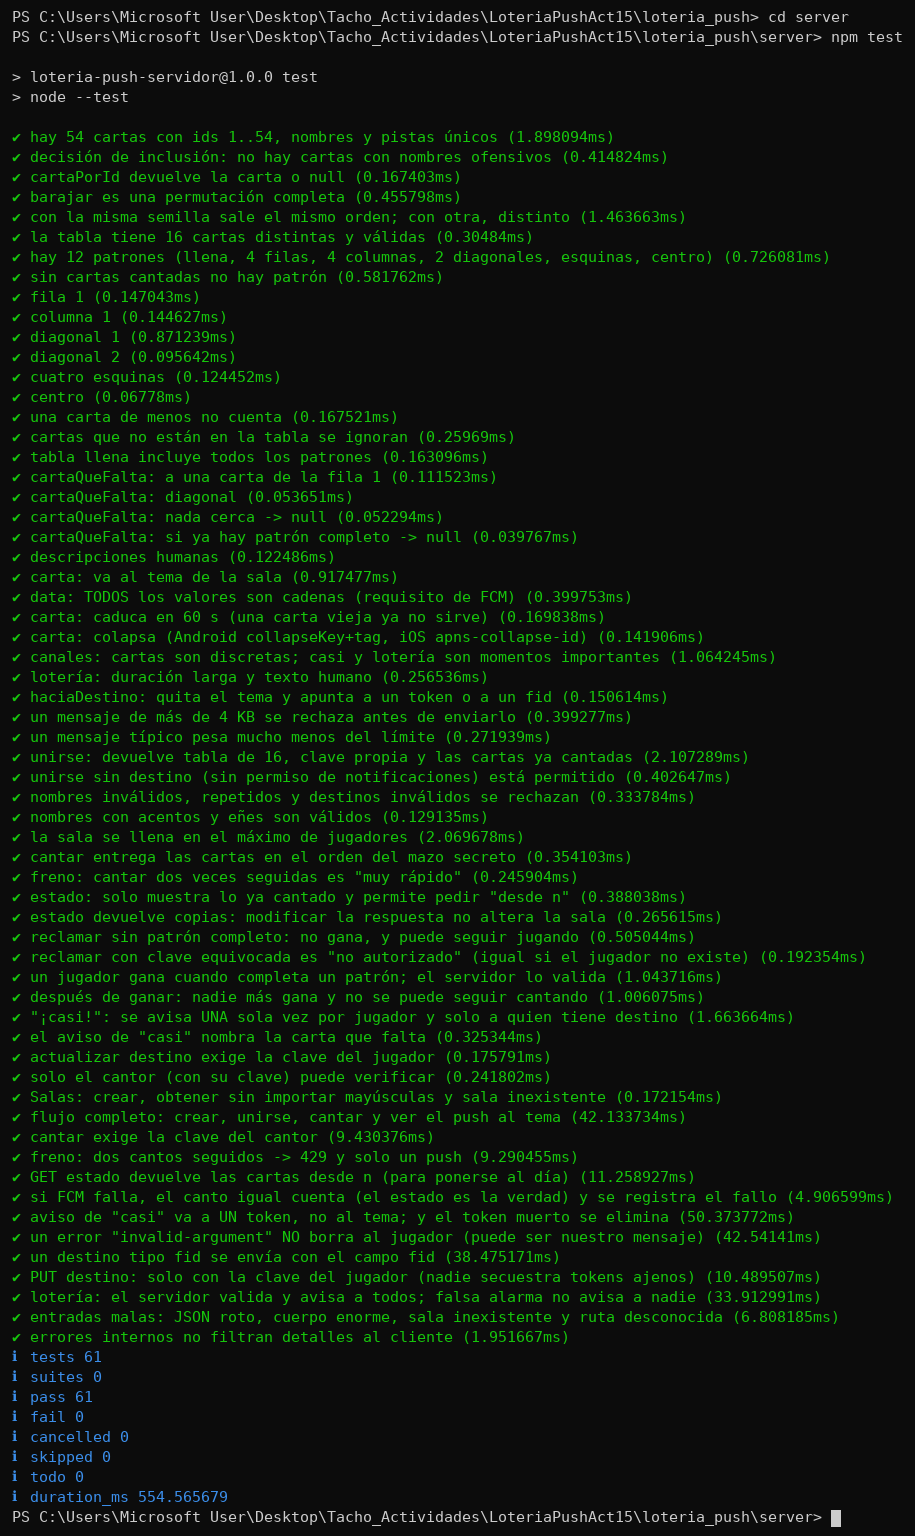 PS C:\Users\Microsoft User\Desktop\Tacho_Actividades\LoteriaPushAct15\loteria_push> cd server
PS C:\Users\Microsoft User\Desktop\Tacho_Actividades\LoteriaPushAct15\loteria_push\server> npm test
> loteria-push-servidor@1.0.0 test
> node --test
✔ hay 54 cartas con ids 1..54, nombres y pistas únicos (1.898094ms)
✔ decisión de inclusión: no hay cartas con nombres ofensivos (0.414824ms)
✔ cartaPorId devuelve la carta o null (0.167403ms)
✔ barajar es una permutación completa (0.455798ms)
✔ con la misma semilla sale el mismo orden; con otra, distinto (1.463663ms)
✔ la tabla tiene 16 cartas distintas y válidas (0.30484ms)
✔ hay 12 patrones (llena, 4 filas, 4 columnas, 2 diagonales, esquinas, centro) (0.726081ms)
✔ sin cartas cantadas no hay patrón (0.581762ms)
✔ fila 1 (0.147043ms)
✔ columna 1 (0.144627ms)
✔ diagonal 1 (0.871239ms)
✔ diagonal 2 (0.095642ms)
✔ cuatro esquinas (0.124452ms)
✔ centro (0.06778ms)
✔ una carta de menos no cuenta (0.167521ms)
✔ cartas que no están en la tabla se ignoran (0.25969ms)
✔ tabla llena incluye todos los patrones (0.163096ms)
✔ cartaQueFalta: a una carta de la fila 1 (0.111523ms)
✔ cartaQueFalta: diagonal (0.053651ms)
✔ cartaQueFalta: nada cerca -> null (0.052294ms)
✔ cartaQueFalta: si ya hay patrón completo -> null (0.039767ms)
✔ descripciones humanas (0.122486ms)
✔ carta: va al tema de la sala (0.917477ms)
✔ data: TODOS los valores son cadenas (requisito de FCM) (0.399753ms)
✔ carta: caduca en 60 s (una carta vieja ya no sirve) (0.169838ms)
✔ carta: colapsa (Android collapseKey+tag, iOS apns-collapse-id) (0.141906ms)
✔ canales: cartas son discretas; casi y lotería son momentos importantes (1.064245ms)
✔ lotería: duración larga y texto humano (0.256536ms)
✔ haciaDestino: quita el tema y apunta a un token o a un fid (0.150614ms)
✔ un mensaje de más de 4 KB se rechaza antes de enviarlo (0.399277ms)
✔ un mensaje típico pesa mucho menos del límite (0.271939ms)
✔ unirse: devuelve tabla de 16, clave propia y las cartas ya cantadas (2.107289ms)
✔ unirse sin destino (sin permiso de notificaciones) está permitido (0.402647ms)
✔ nombres inválidos, repetidos y destinos inválidos se rechazan (0.333784ms)
✔ nombres con acentos y eñes son válidos (0.129135ms)
✔ la sala se llena en el máximo de jugadores (2.069678ms)
✔ cantar entrega las cartas en el orden del mazo secreto (0.354103ms)
✔ freno: cantar dos veces seguidas es "muy rápido" (0.245904ms)
✔ estado: solo muestra lo ya cantado y permite pedir "desde n" (0.388038ms)
✔ estado devuelve copias: modificar la respuesta no altera la sala (0.265615ms)
✔ reclamar sin patrón completo: no gana, y puede seguir jugando (0.505044ms)
✔ reclamar con clave equivocada es "no autorizado" (igual si el jugador no existe) (0.192354ms)
✔ un jugador gana cuando completa un patrón; el servidor lo valida (1.043716ms)
✔ después de ganar: nadie más gana y no se puede seguir cantando (1.006075ms)
✔ "¡casi!": se avisa UNA sola vez por jugador y solo a quien tiene destino (1.663664ms)
✔ el aviso de "casi" nombra la carta que falta (0.325344ms)
✔ actualizar destino exige la clave del jugador (0.175791ms)
✔ solo el cantor (con su clave) puede verificar (0.241802ms)
✔ Salas: crear, obtener sin importar mayúsculas y sala inexistente (0.172154ms)
✔ flujo completo: crear, unirse, cantar y ver el push al tema (42.133734ms)
✔ cantar exige la clave del cantor (9.430376ms)
✔ freno: dos cantos seguidos -> 429 y solo un push (9.290455ms)
✔ GET estado devuelve las cartas desde n (para ponerse al día) (11.258927ms)
✔ si FCM falla, el canto igual cuenta (el estado es la verdad) y se registra el fallo (4.906599ms)
✔ aviso de "casi" va a UN token, no al tema; y el token muerto se elimina (50.373772ms)
✔ un error "invalid-argument" NO borra al jugador (puede ser nuestro mensaje) (42.54141ms)
✔ un destino tipo fid se envía con el campo fid (38.475171ms)
✔ PUT destino: solo con la clave del jugador (nadie secuestra tokens ajenos) (10.489507ms)
✔ lotería: el servidor valida y avisa a todos; falsa alarma no avisa a nadie (33.912991ms)
✔ entradas malas: JSON roto, cuerpo enorme, sala inexistente y ruta desconocida (6.808185ms)
✔ errores internos no filtran detalles al cliente (1.951667ms)
ℹ tests 61
ℹ suites 0
ℹ pass 61
ℹ fail 0
ℹ cancelled 0
ℹ skipped 0
ℹ todo 0
ℹ duration_ms 554.565679
PS C:\Users\Microsoft User\Desktop\Tacho_Actividades\LoteriaPushAct15\loteria_push\server>